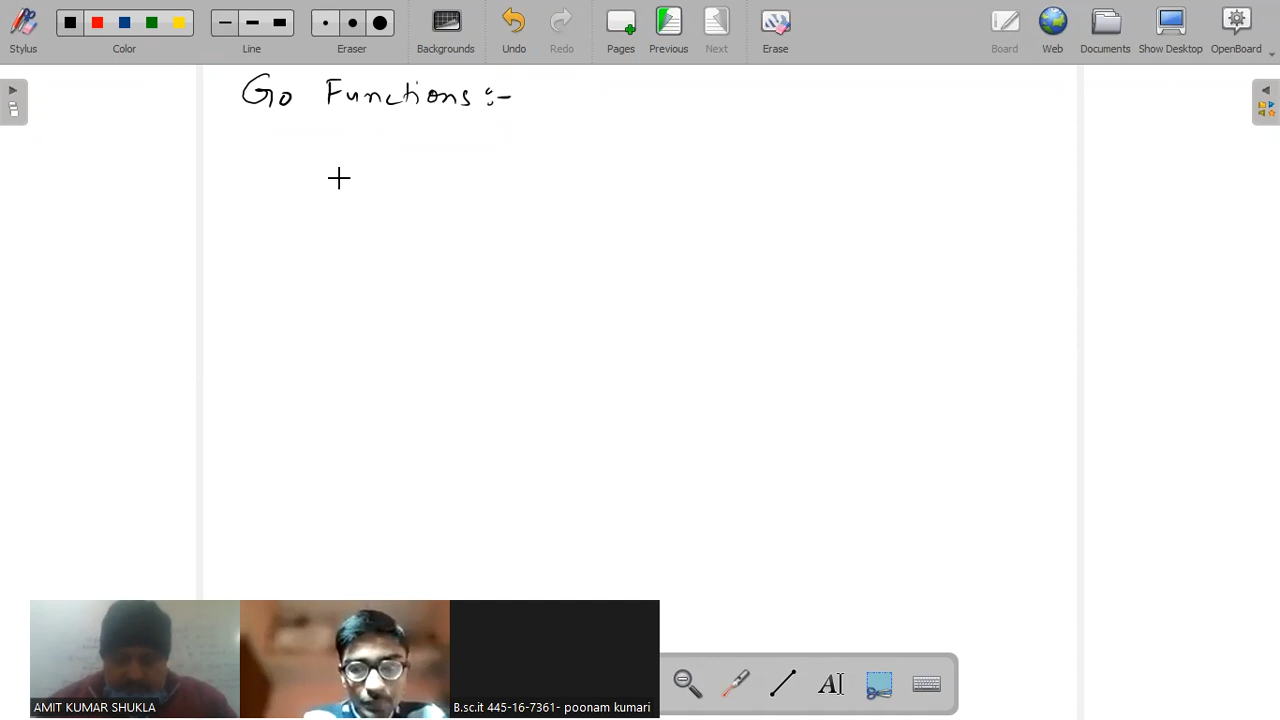 Stylus Color Line Eraser Backgrounds Undo Redo Pages Previous Next Erase Board Web Documents Show Desktop OpenBoard
Go Functions :-
AMIT KUMAR SHUKLA
B.sc.it 445-16-7361- poonam kumari